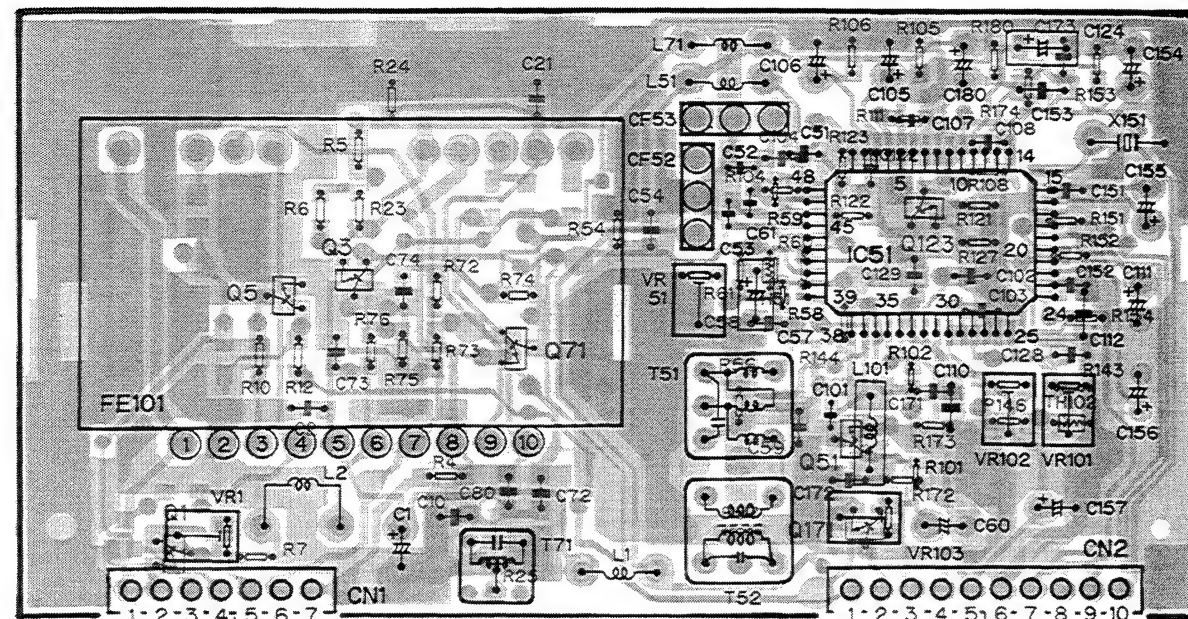 R106 R105 R180 C173 C124
L71
C154
C106
R24 C21
L51
C105 C180 R174 C153 R153
CF53
R111 C107 C108
X151
R5
C51 R123 14
CF52 C52
C155
R104 48 5 10 R108 15 C151
R6 R23 C54
R59 R122
R121 R151
R54 45
Q3
C61 IC51 Q123 20 R152
C53
C74 R72
R127
VR51
C129 C102 C152 C111
Q5 R74
39 35 30 C103 24
R58
R76
C58 38 25
C57
C112
Q71
R73
C128
R144 R102 L101 C110 R143
T51
R10 R12 C73 R75
C101 C171 TH102
FE101
R173 C156
C59
1 2 3 4 5 6 7 8 9 10
Q51 R101 VR102 VR101
R4
L2
C80 C72 C172 R172
VR1 C10
C157
C1
C60
T71
R7
L1 VR103
CN2
CN1
T52
1-2-3-4-5-6-7
1-2-3-4-5-6-7-8-9-10